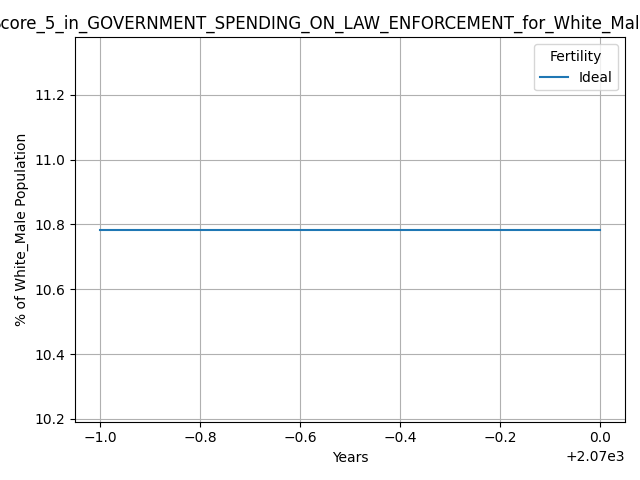 core_5_in_GOVERNMENT_SPENDING_ON_LAW_ENFORCEMENT_for_White_Mal
Fertility
Ideal
% of White_Male Population
11.2
11.0
10.8
10.6
10.4
10.2
−1.0 −0.8 −0.6 −0.4 −0.2 0.0
Years
+2.07e3